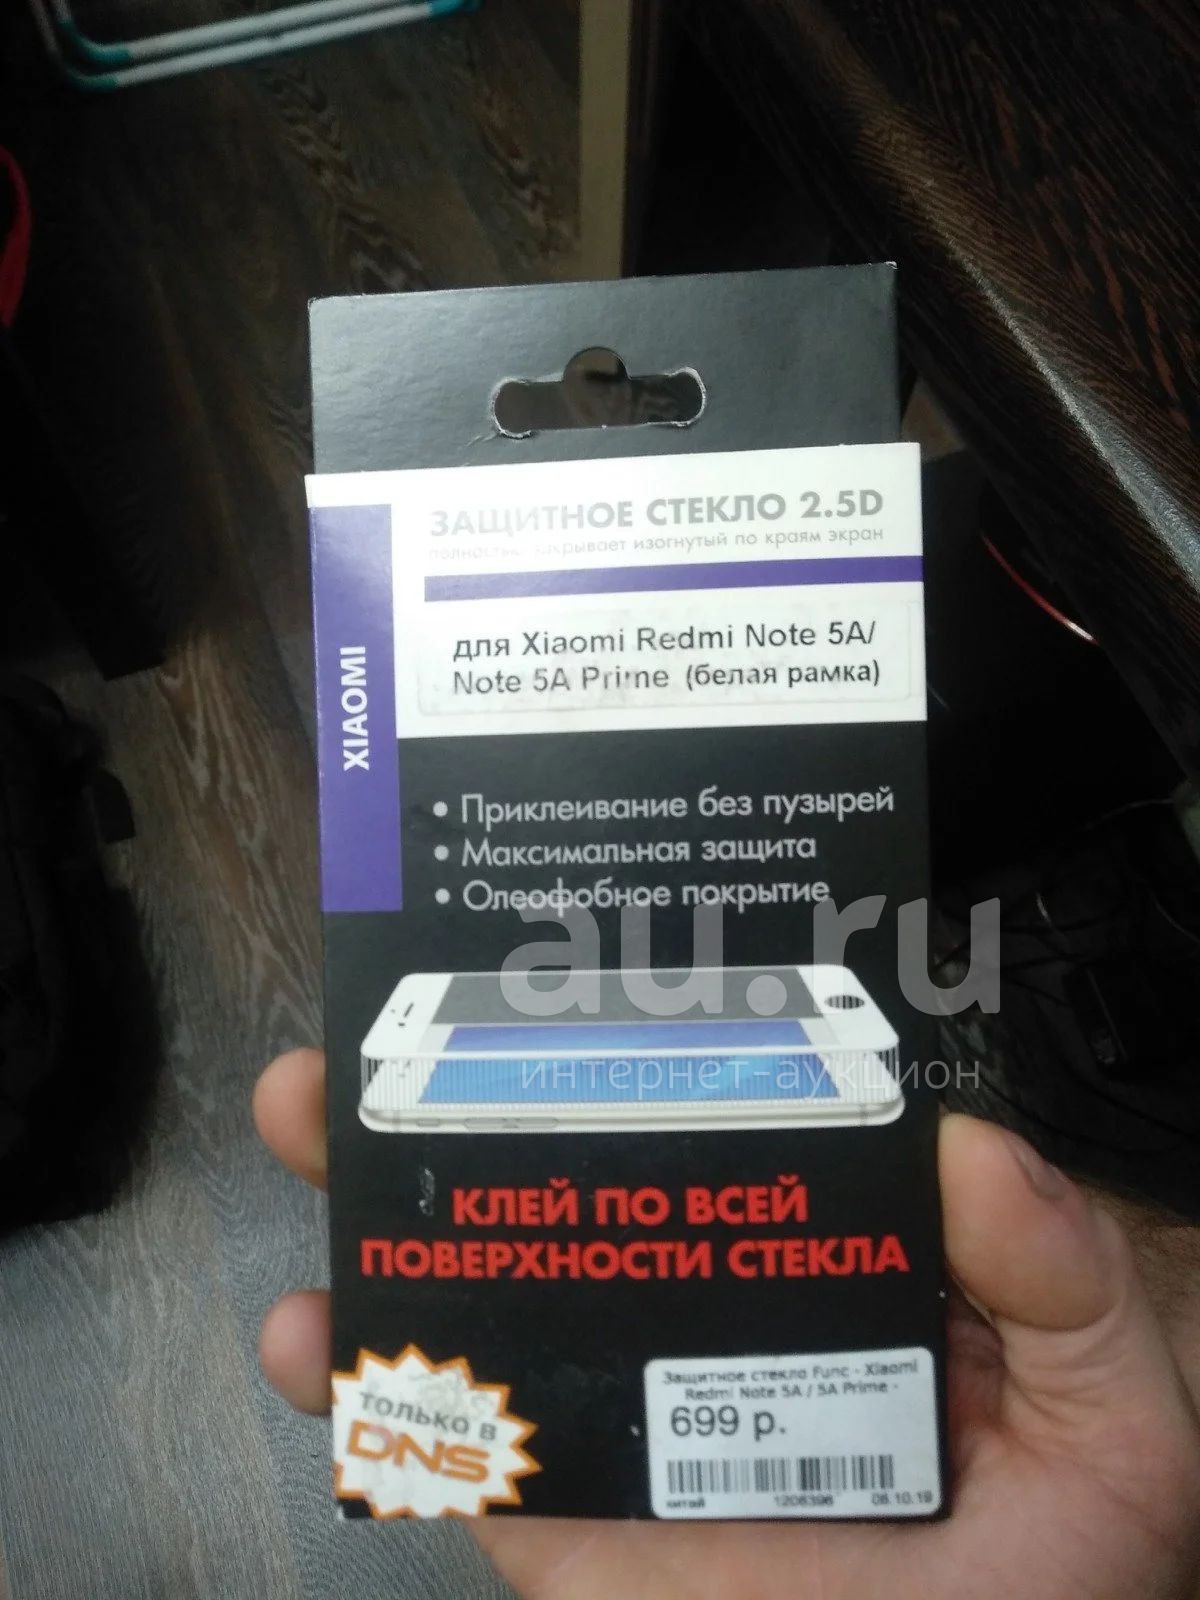 ЗАЩИТНОЕ СТЕКЛО 2.5D
полностью закрывает изогнутый по краям экран
XIAOMI
для Xiaomi Redmi Note 5A/
Note 5A Prime (белая рамка)
• Приклеивание без пузырей
• Максимальная защита
• Олеофобное покрытие
au.ru
интернет-аукцион
КЛЕЙ ПО ВСЕЙ
ПОВЕРХНОСТИ СТЕКЛА
ТОЛЬКО В
DNS
Защитное стекло Func - Xiaomi
Redmi Note 5A / 5A Prime -
699 р.
китай 1206398 08.10.19